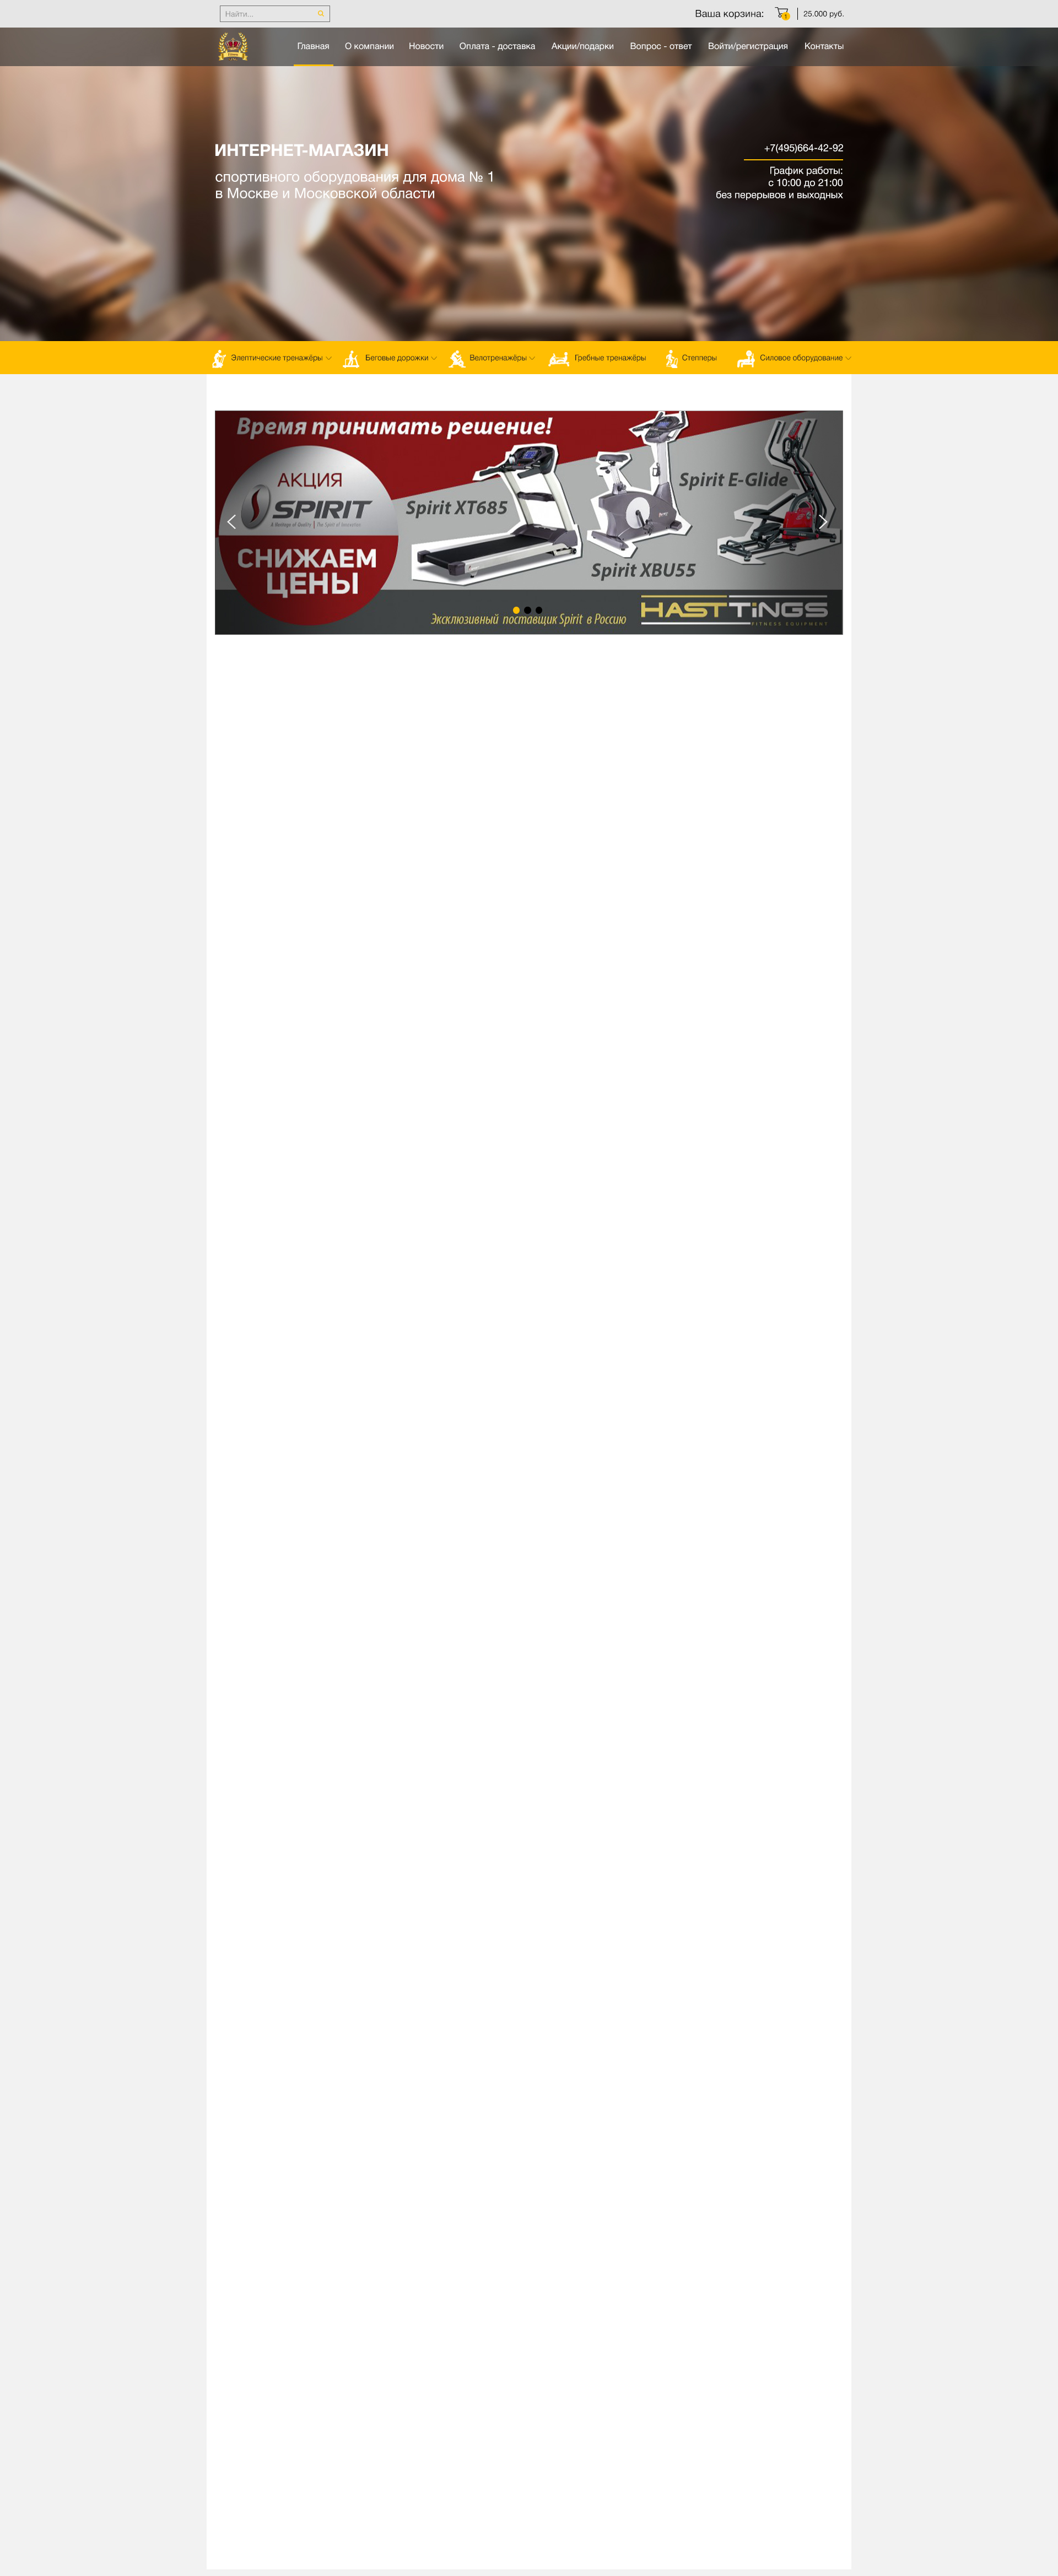 Найти...
Ваша корзина:
1
25.000 руб.
Главная О компании Новости Оплата - доставка Акции/подарки Вопрос - ответ Войти/регистрация Контакты
ИНТЕРНЕТ-МАГАЗИН
спортивного оборудования для дома № 1
в Москве и Московской области
+7(495)664-42-92
График работы:
с 10:00 до 21:00
без перерывов и выходных
Элептические тренажёры Беговые дорожки Велотренажёры Гребные тренажёры Степперы Силовое оборудование
Время принимать решение!
АКЦИЯ
SPIRIT
A Heritage of Quality | The Spirit of Innovation
СНИЖАЕМ
ЦЕНЫ
Spirit XT685
Spirit XBU55
Spirit E-Glide
Эксклюзивный поставщик Spirit в Россию
HASTTINGS
FITNESS EQUIPMENT